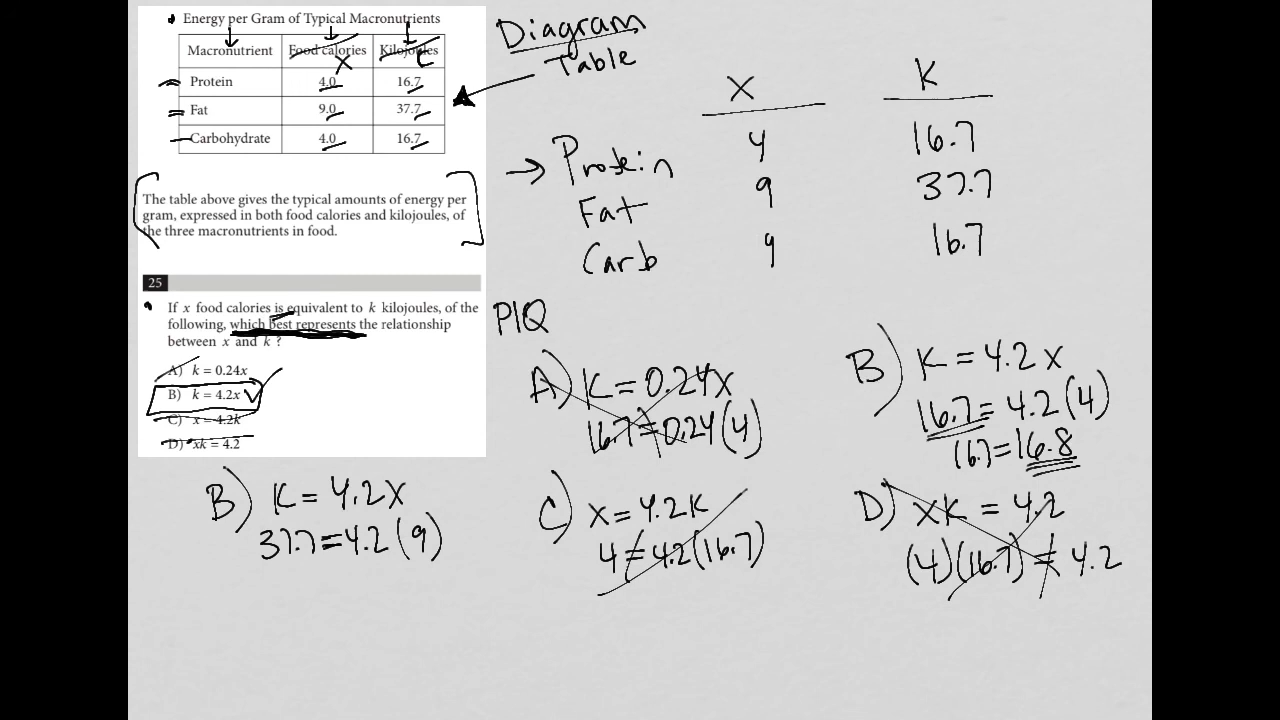 Energy per Gram of Typical Macronutrients
Macronutrient Food calories Kilojoules
x
Protein 4.0 16.7
Fat 9.0 37.7
Carbohydrate 4.0 16.7
The table above gives the typical amounts of energy per
gram, expressed in both food calories and kilojoules, of
the three macronutrients in food.
25
If x food calories is equivalent to k kilojoules, of the
following, which best represents the relationship
between x and k ?
A) k = 0.24x
B) k = 4.2x
C) x = 4.2k
D) xk = 4.2
Diagram
Table
X K
→ Protein 4 16.7
Fat 9 37.7
Carb 4 16.7
PIQ
A) K = 0.24x
16.7 = 0.24(4)
B) K = 4.2x
16.7 = 4.2(4)
16.7 = 16.8
B) K = 4.2x
37.7 = 4.2(9)
C) x = 4.2K
4 ≠ 4.2(16.7)
D) xK = 4.2
(4)(16.7) ≠ 4.2